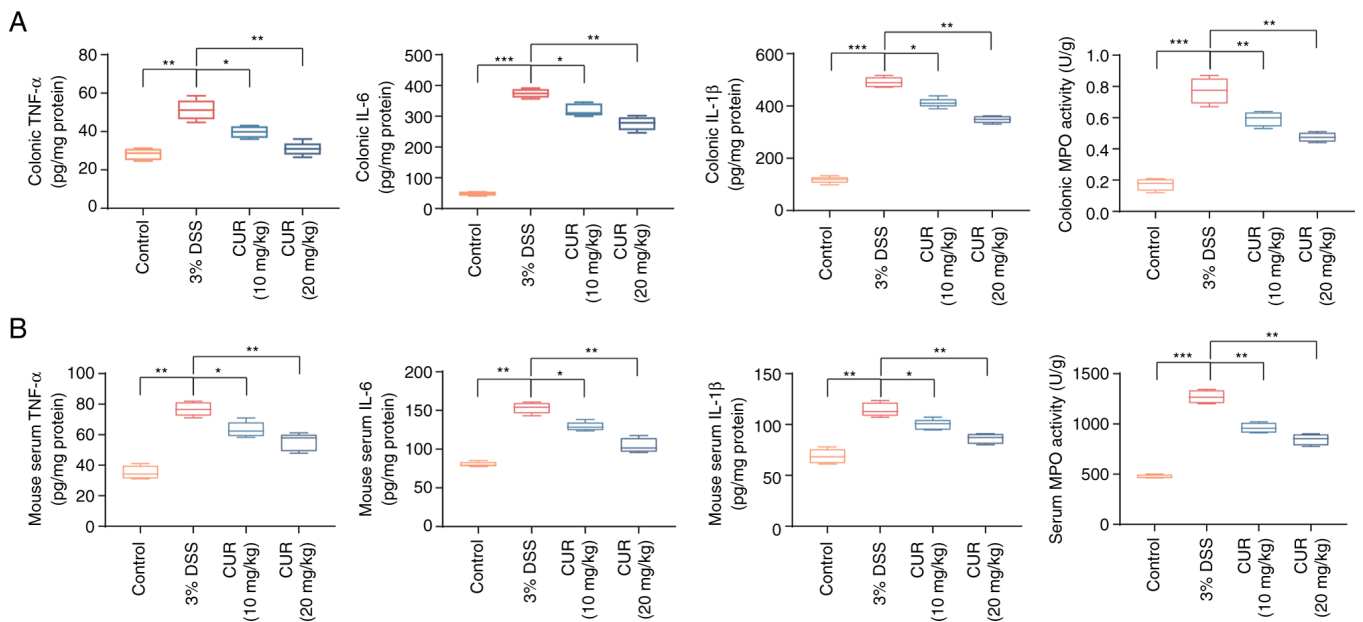 A
Colonic TNF-α
(pg/mg protein)
80
60
40
20
0
**
**
*
Control
3% DSS
CUR
(10 mg/kg)
CUR
(20 mg/kg)
Colonic IL-6
(pg/mg protein)
500
400
300
200
100
0
**
***
*
Control
3% DSS
CUR
(10 mg/kg)
CUR
(20 mg/kg)
Colonic IL-1β
(pg/mg protein)
600
400
200
0
**
***
*
Control
3% DSS
CUR
(10 mg/kg)
CUR
(20 mg/kg)
Colonic MPO activity (U/g)
1.0
0.8
0.6
0.4
0.2
0.0
**
***
**
Control
3% DSS
CUR
(10 mg/kg)
CUR
(20 mg/kg)
B
Mouse serum TNF-α
(pg/mg protein)
100
80
60
40
20
0
**
**
*
Control
3% DSS
CUR
(10 mg/kg)
CUR
(20 mg/kg)
Mouse serum IL-6
(pg/mg protein)
200
150
100
50
0
**
**
*
Control
3% DSS
CUR
(10 mg/kg)
CUR
(20 mg/kg)
Mouse serum IL-1β
(pg/mg protein)
150
100
50
0
**
**
*
Control
3% DSS
CUR
(10 mg/kg)
CUR
(20 mg/kg)
Serum MPO activity (U/g)
1500
1000
500
0
**
***
**
Control
3% DSS
CUR
(10 mg/kg)
CUR
(20 mg/kg)